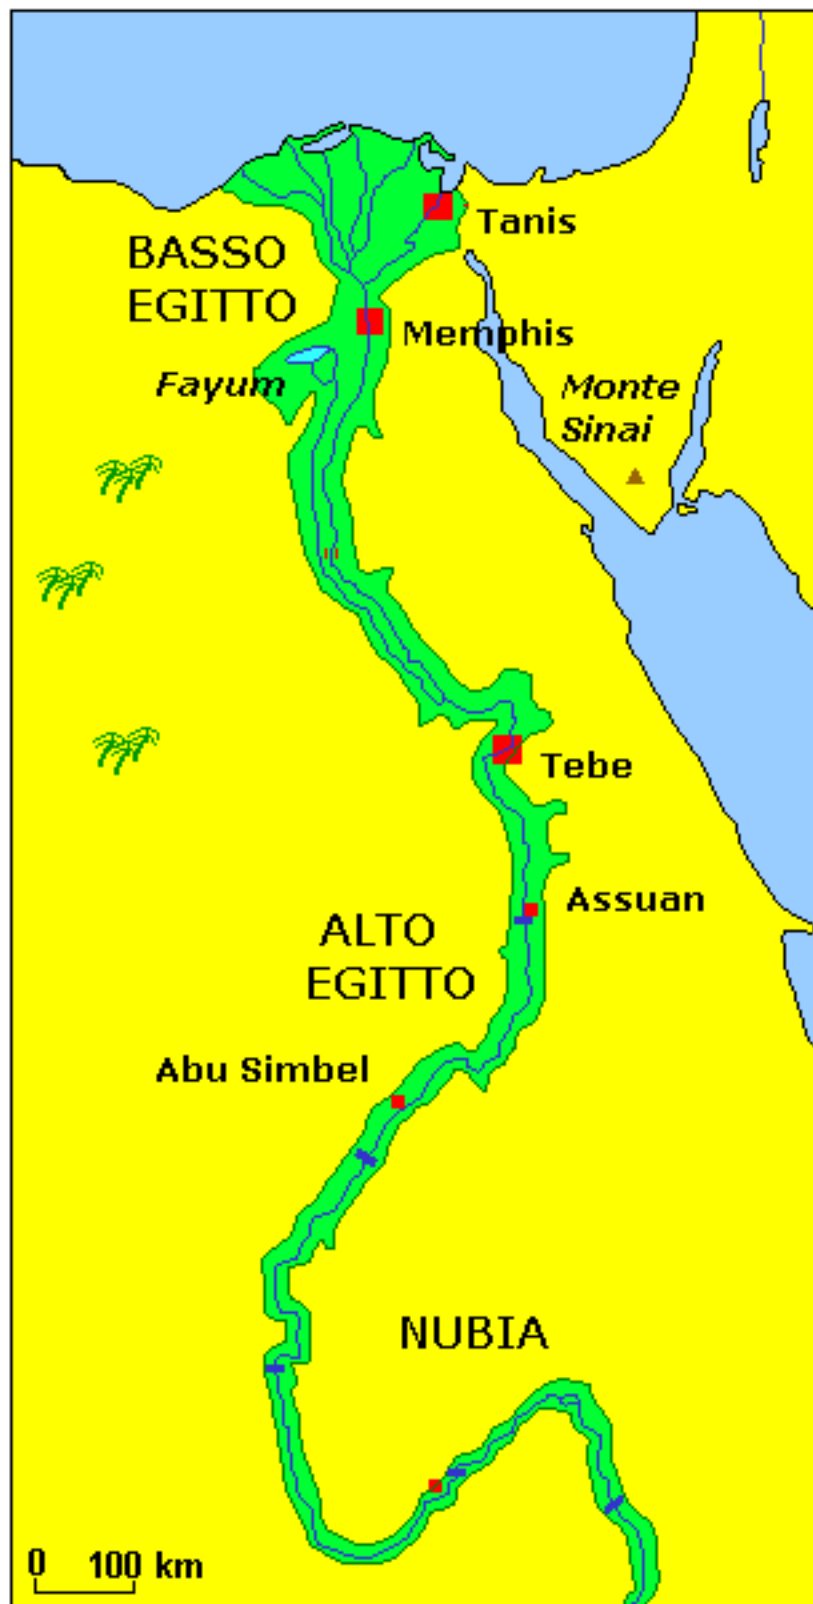 Tanis
BASSO
EGITTO
Memphis
Fayum
Monte
Sinai
Tebe
Assuan
ALTO
EGITTO
Abu Simbel
NUBIA
0 100 km